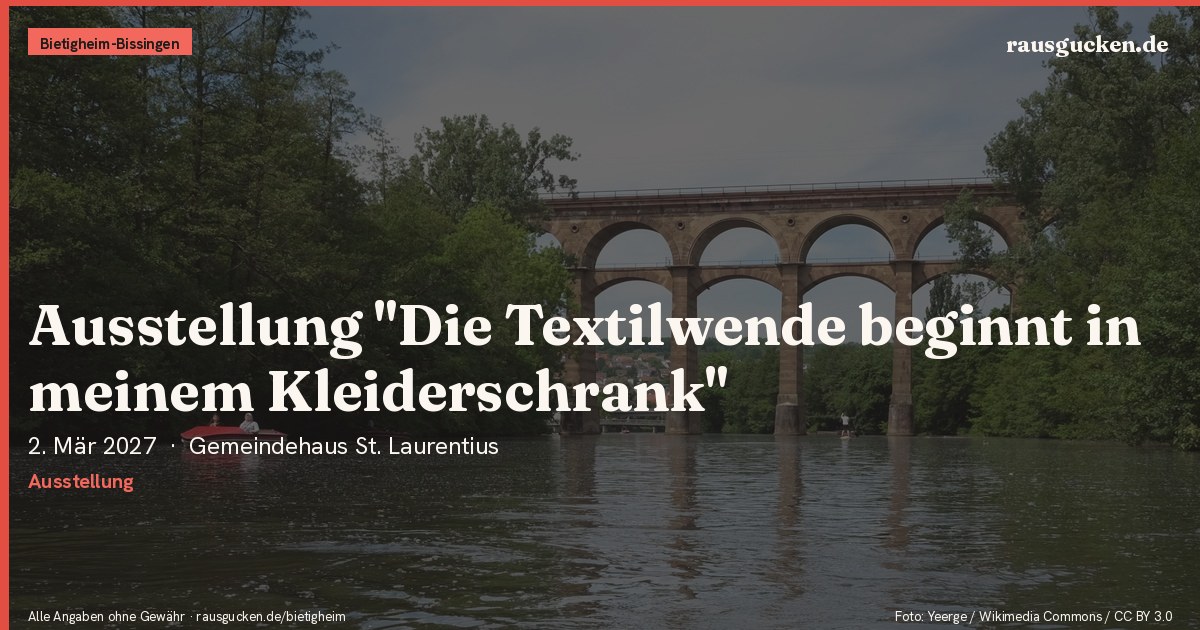 Bietigheim-Bissingen
rausgucken.de
Ausstellung "Die Textilwende beginnt in
meinem Kleiderschrank"
2. Mär 2027 · Gemeindehaus St. Laurentius
Ausstellung
Alle Angaben ohne Gewähr · rausgucken.de/bietigheim
Foto: Yeerge / Wikimedia Commons / CC BY 3.0